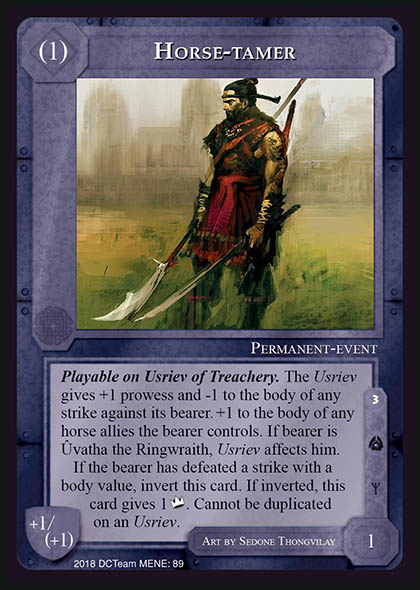 (1)
HORSE-TAMER
PERMANENT-EVENT
Playable on Usriev of Treachery. The Usriev
gives +1 prowess and -1 to the body of any
strike against its bearer. +1 to the body of any
horse allies the bearer controls. If bearer is
Ûvatha the Ringwraith, Usriev affects him.
If the bearer has defeated a strike with a
body value, invert this card. If inverted, this
card gives 1 . Cannot be duplicated
on an Usriev.
3
+1/
(+1)
ART BY SEDONE THONGVILAY
1
2018 DCTeam MENE: 89